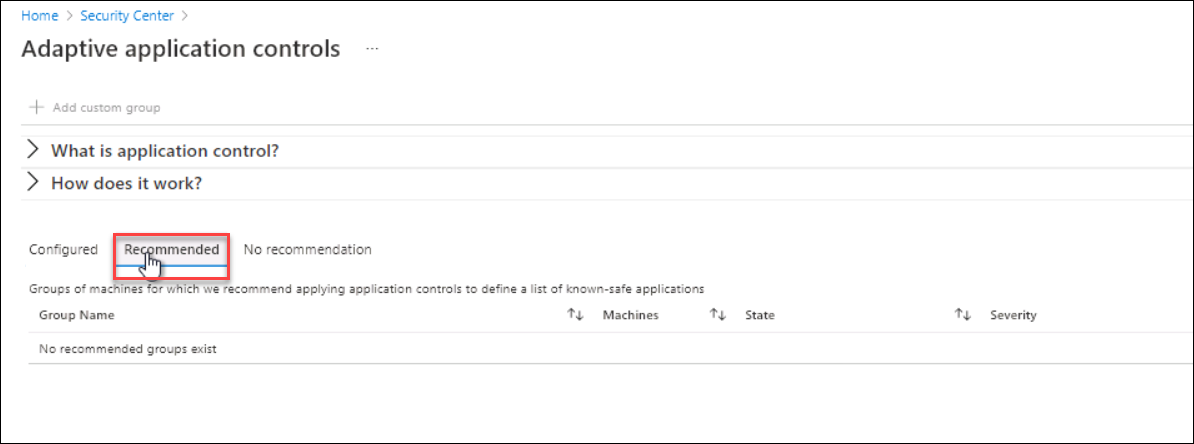 Home > Security Center >
Adaptive application controls ...
+ Add custom group
> What is application control?
> How does it work?
Configured Recommended No recommendation
Groups of machines for which we recommend applying application controls to define a list of known-safe applications
Group Name ↑↓ Machines ↑↓ State ↑↓ Severity
No recommended groups exist